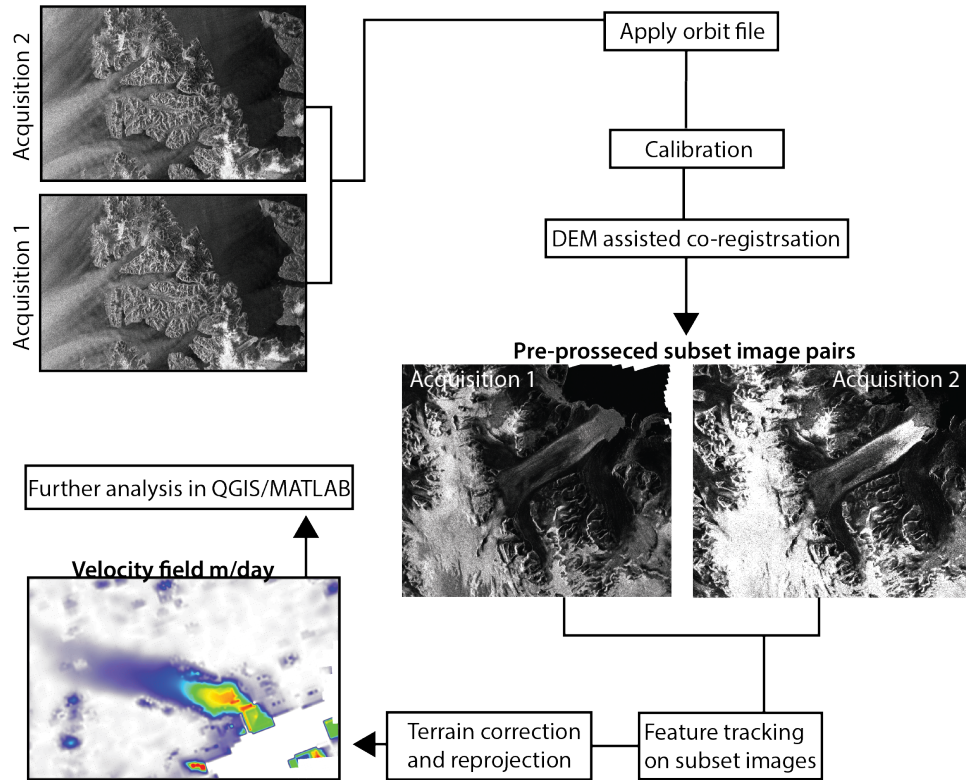 Acquisition 2
Acquisition 1
Apply orbit file
Calibration
DEM assisted co-registrsation
Pre-prosseced subset image pairs
Acquisition 1
Acquisition 2
Feature tracking
on subset images
Terrain correction
and reprojection
Velocity field m/day
Further analysis in QGIS/MATLAB